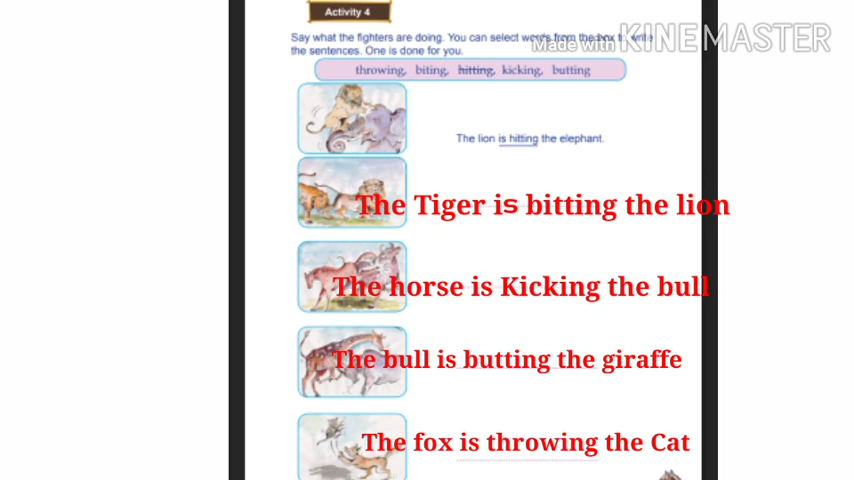 Activity 4
Say what the fighters are doing. You can select words from the box to write
the sentences. One is done for you.
Made with KINEMASTER
throwing, biting, hitting, kicking, butting
The lion is hitting the elephant.
The Tiger is bitting the lion
The horse is Kicking the bull
The bull is butting the giraffe
The fox is throwing the Cat